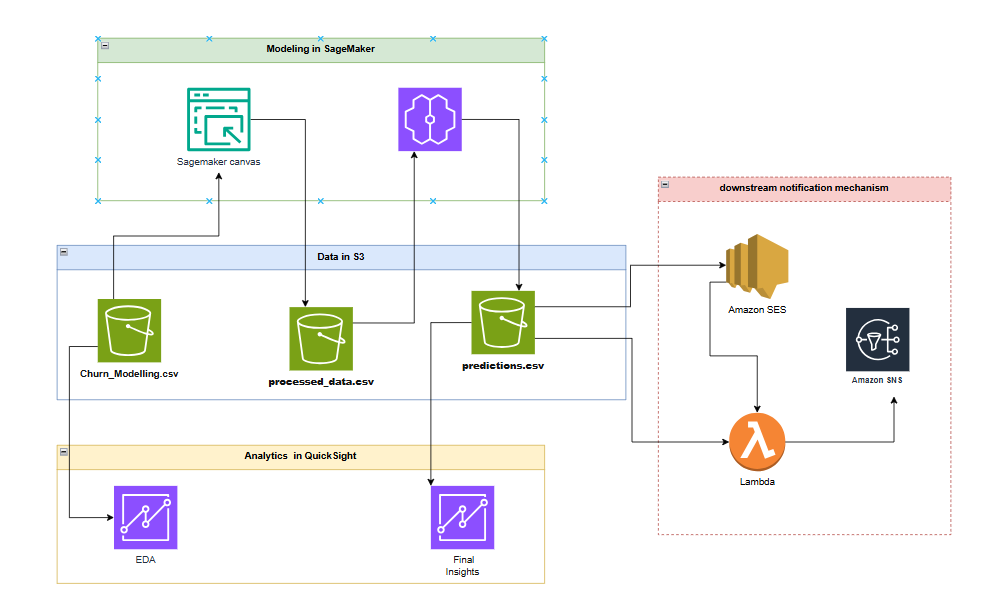 Modeling in SageMaker
Sagemaker canvas
downstream notification mechanism
Amazon SES
Amazon SNS
Lambda
Data in S3
Churn_Modelling.csv
processed_data.csv
predictions.csv
Analytics in QuickSight
EDA
Final
Insights